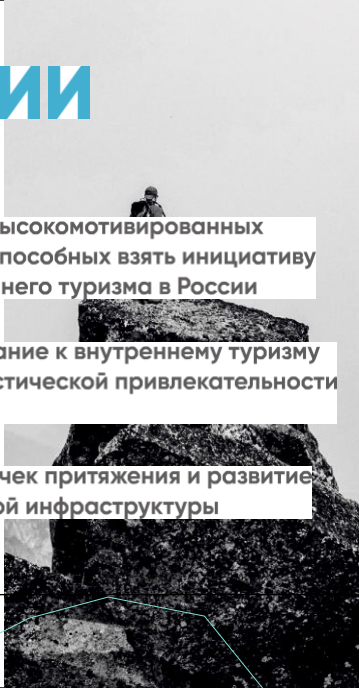 ИИ
ысокомотивированных
пособных взять инициативу
него туризма в России
ание к внутреннему туризму
стической привлекательности
чек притяжения и развитие
ой инфраструктуры